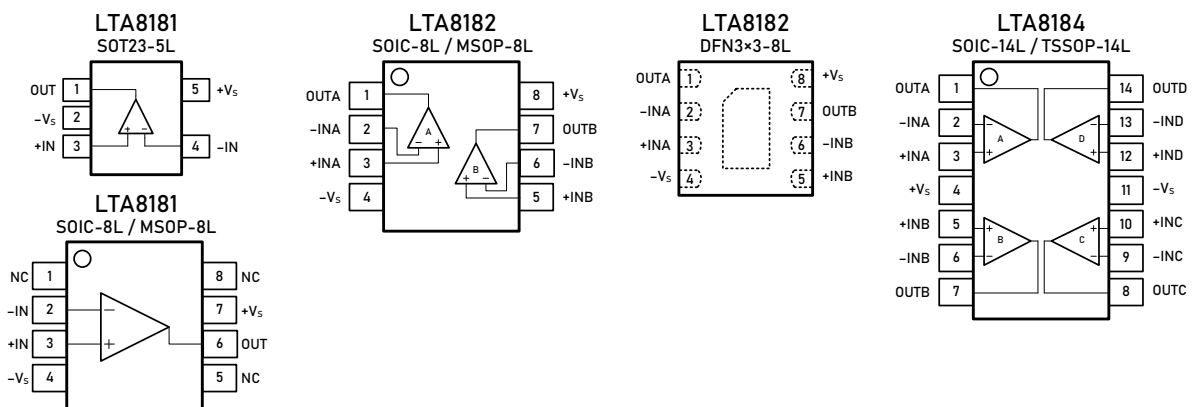 LTA8181
SOT23-5L
OUT 1 5 +VS
−VS 2
+IN 3 4 −IN
+ −
LTA8182
SOIC-8L / MSOP-8L
OUTA 1 8 +VS
−INA 2 7 OUTB
+INA 3 6 −INB
−VS 4 5 +INB
A
− +
B
+ −
LTA8182
DFN3×3-8L
OUTA 1 8 +VS
−INA 2 7 OUTB
+INA 3 6 −INB
−VS 4 5 +INB
LTA8184
SOIC-14L / TSSOP-14L
OUTA 1 14 OUTD
−INA 2 − A D − 13 −IND
+INA 3 + + 12 +IND
+VS 4 11 −VS
+INB 5 + + 10 +INC
−INB 6 − B C − 9 −INC
OUTB 7 8 OUTC
LTA8181
SOIC-8L / MSOP-8L
NC 1 8 NC
−IN 2 − 7 +VS
+IN 3 + 6 OUT
−VS 4 5 NC